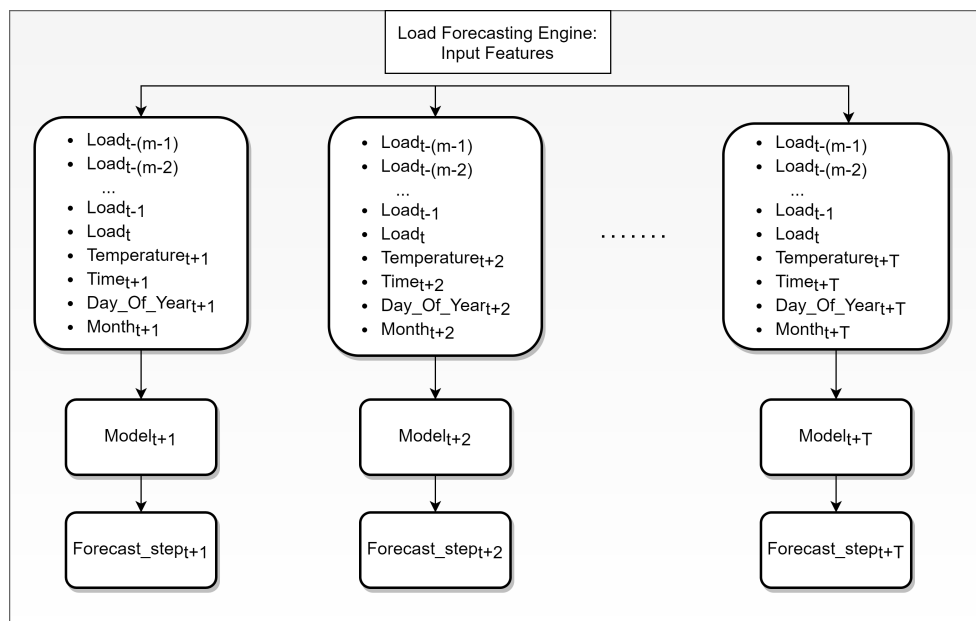 Load Forecasting Engine:
Input Features
• Load_t-(m-1)
• Load_t-(m-2)
...
• Load_t-1
• Load_t
• Temperature_t+1
• Time_t+1
• Day_Of_Year_t+1
• Month_t+1
• Load_t-(m-1)
• Load_t-(m-2)
...
• Load_t-1
• Load_t
• Temperature_t+2
• Time_t+2
• Day_Of_Year_t+2
• Month_t+2
.......
• Load_t-(m-1)
• Load_t-(m-2)
...
• Load_t-1
• Load_t
• Temperature_t+T
• Time_t+T
• Day_Of_Year_t+T
• Month_t+T
Model_t+1
Model_t+2
Model_t+T
Forecast_step_t+1
Forecast_step_t+2
Forecast_step_t+T